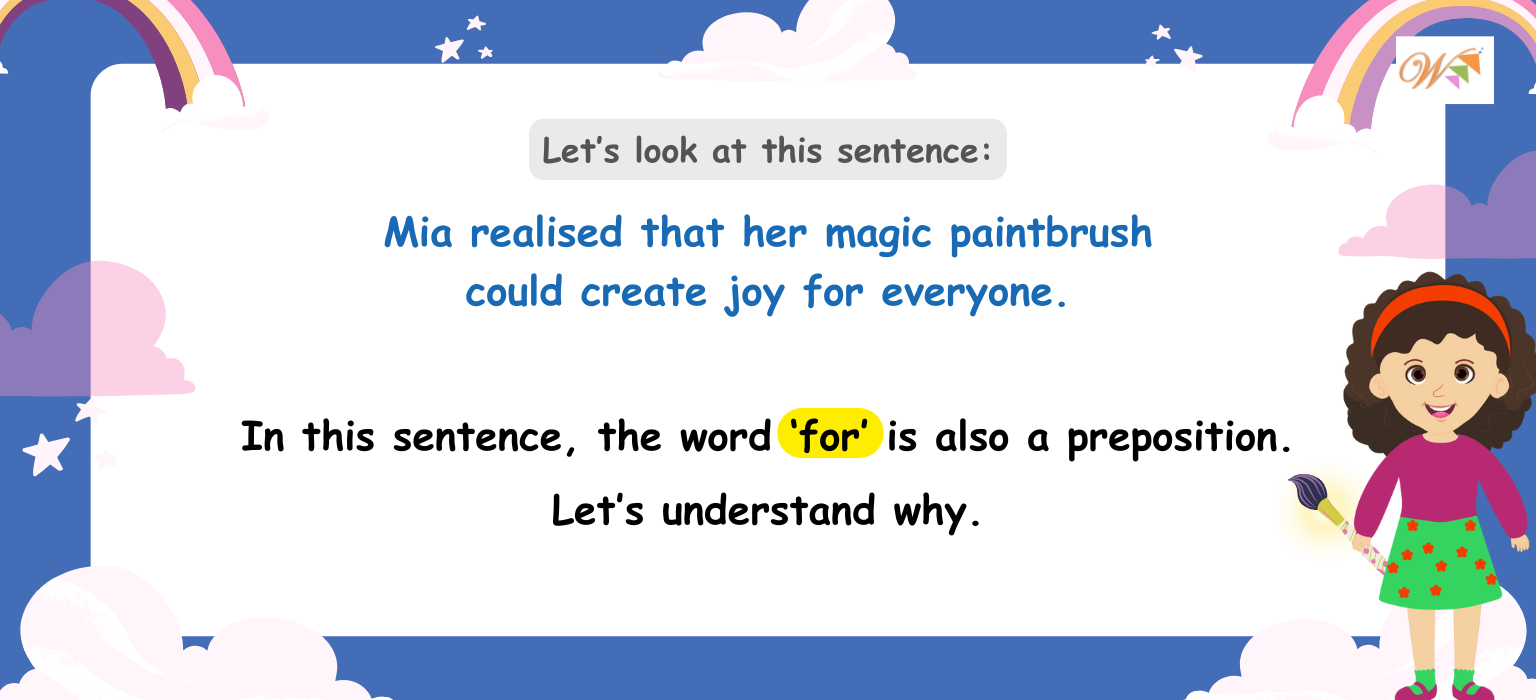 W
Let's look at this sentence:
Mia realised that her magic paintbrush
could create joy for everyone.
In this sentence, the word 'for' is also a preposition.
Let's understand why.